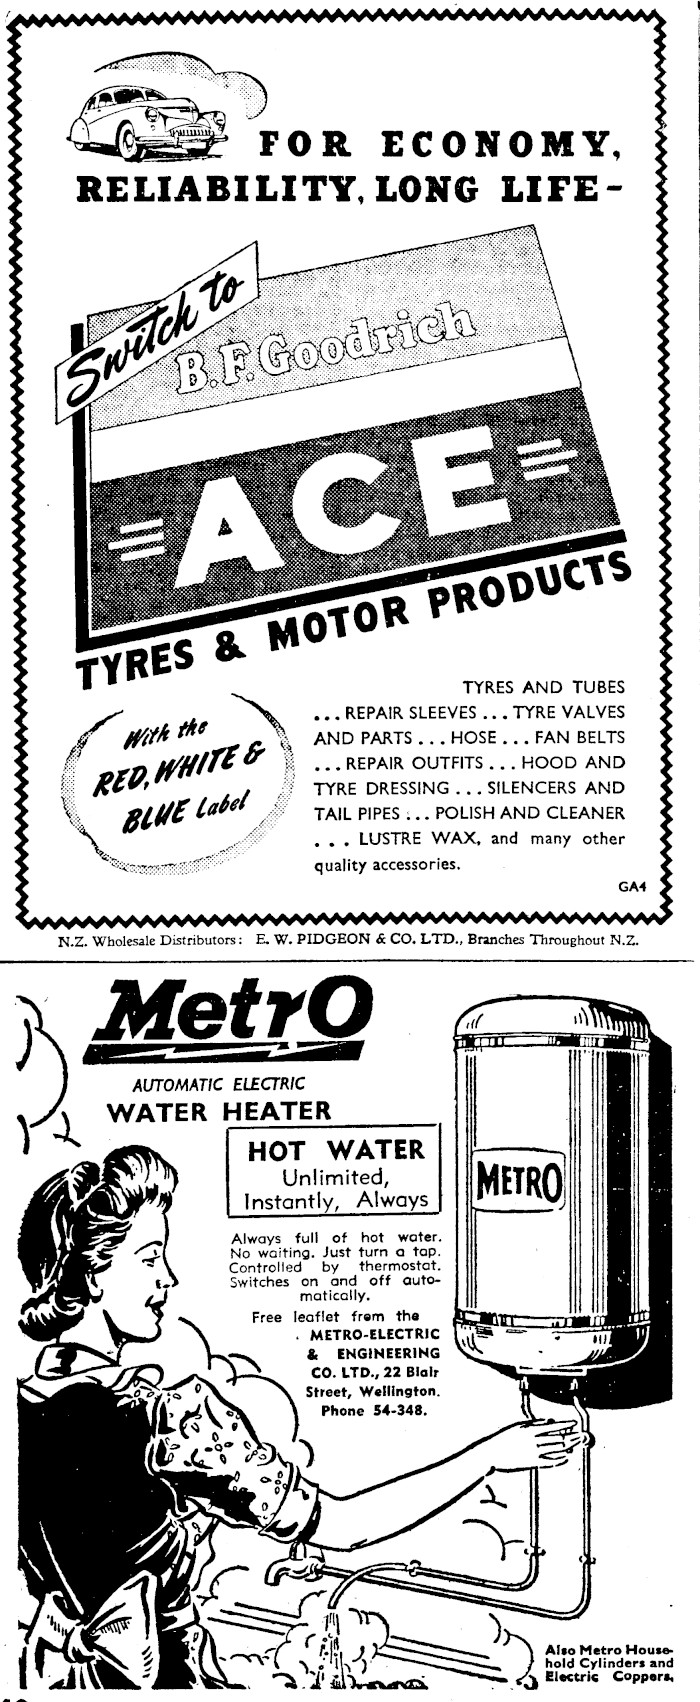 FOR ECONOMY,
RELIABILITY, LONG LIFE-
Switch to
B.F. Goodrich
ACE
TYRES & MOTOR PRODUCTS
With the
RED, WHITE &
BLUE Label
TYRES AND TUBES
...REPAIR SLEEVES...TYRE VALVES
AND PARTS...HOSE...FAN BELTS
...REPAIR OUTFITS...HOOD AND
TYRE DRESSING...SILENCERS AND
TAIL PIPES...POLISH AND CLEANER
...LUSTRE WAX, and many other
quality accessories.
GA4
N.Z. Wholesale Distributors: E. W. PIDGEON & CO. LTD., Branches Throughout N.Z.
MetrO
AUTOMATIC ELECTRIC
WATER HEATER
HOT WATER
Unlimited,
Instantly, Always
METRO
Always full of hot water.
No waiting. Just turn a tap.
Controlled by thermostat.
Switches on and off auto-
matically.
Free leaflet from the
METRO-ELECTRIC
& ENGINEERING
CO. LTD., 22 Blair
Street, Wellington.
Phone 54-348.
Also Metro House-
hold Cylinders and
Electric Coppers.